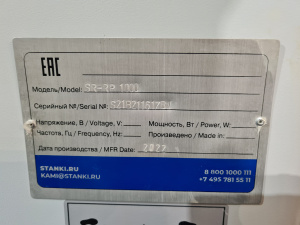 EAC
Модель/Model:
Серийный №/Serial №:
Напряжение, В / Voltage, V: Мощность, Вт / Power, W
Частота, Гц / Frequency, Hz: Произведено / Made in:
Дата производства / MFR Date: 2022
STANKI.RU 8 800 1000 111
KAMI@STANKI.RU +7 495 781 55 11